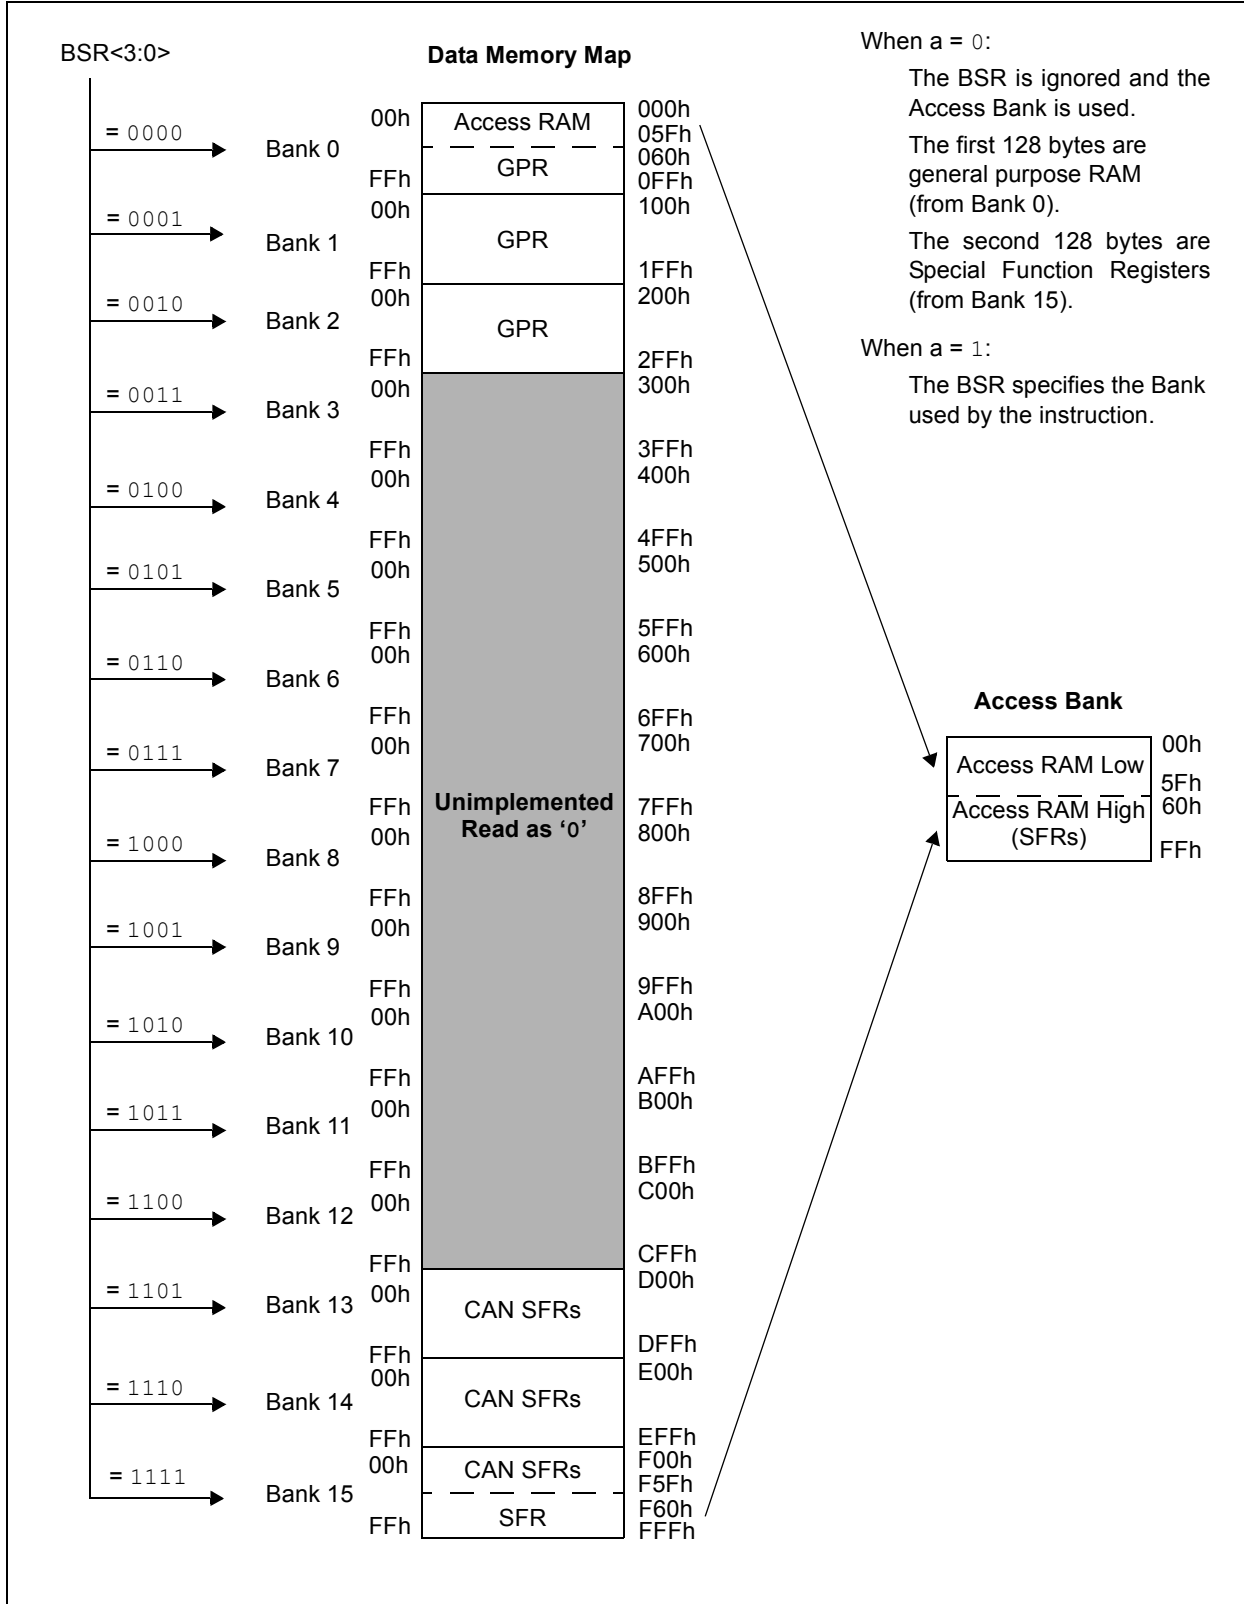 BSR<3:0>
Data Memory Map
When a = 0:
The BSR is ignored and the
Access Bank is used.
The first 128 bytes are
general purpose RAM
(from Bank 0).
The second 128 bytes are
Special Function Registers
(from Bank 15).
When a = 1:
The BSR specifies the Bank
used by the instruction.
= 0000
Bank 0
00h
FFh
Access RAM
GPR
000h
05Fh
060h
0FFh
= 0001
Bank 1
00h
FFh
GPR
100h
1FFh
= 0010
Bank 2
00h
FFh
GPR
200h
2FFh
= 0011
Bank 3
00h
FFh
300h
3FFh
= 0100
Bank 4
00h
FFh
400h
4FFh
= 0101
Bank 5
00h
FFh
500h
5FFh
= 0110
Bank 6
00h
FFh
600h
6FFh
= 0111
Bank 7
00h
FFh
700h
7FFh
Unimplemented
Read as ‘0’
= 1000
Bank 8
00h
FFh
800h
8FFh
= 1001
Bank 9
00h
FFh
900h
9FFh
= 1010
Bank 10
00h
FFh
A00h
AFFh
= 1011
Bank 11
00h
FFh
B00h
BFFh
= 1100
Bank 12
00h
FFh
C00h
CFFh
= 1101
Bank 13
00h
FFh
CAN SFRs
D00h
DFFh
= 1110
Bank 14
00h
FFh
CAN SFRs
E00h
EFFh
= 1111
Bank 15
00h
FFh
CAN SFRs
SFR
F00h
F5Fh
F60h
FFFh
Access Bank
Access RAM Low
00h
5Fh
Access RAM High
(SFRs)
60h
FFh